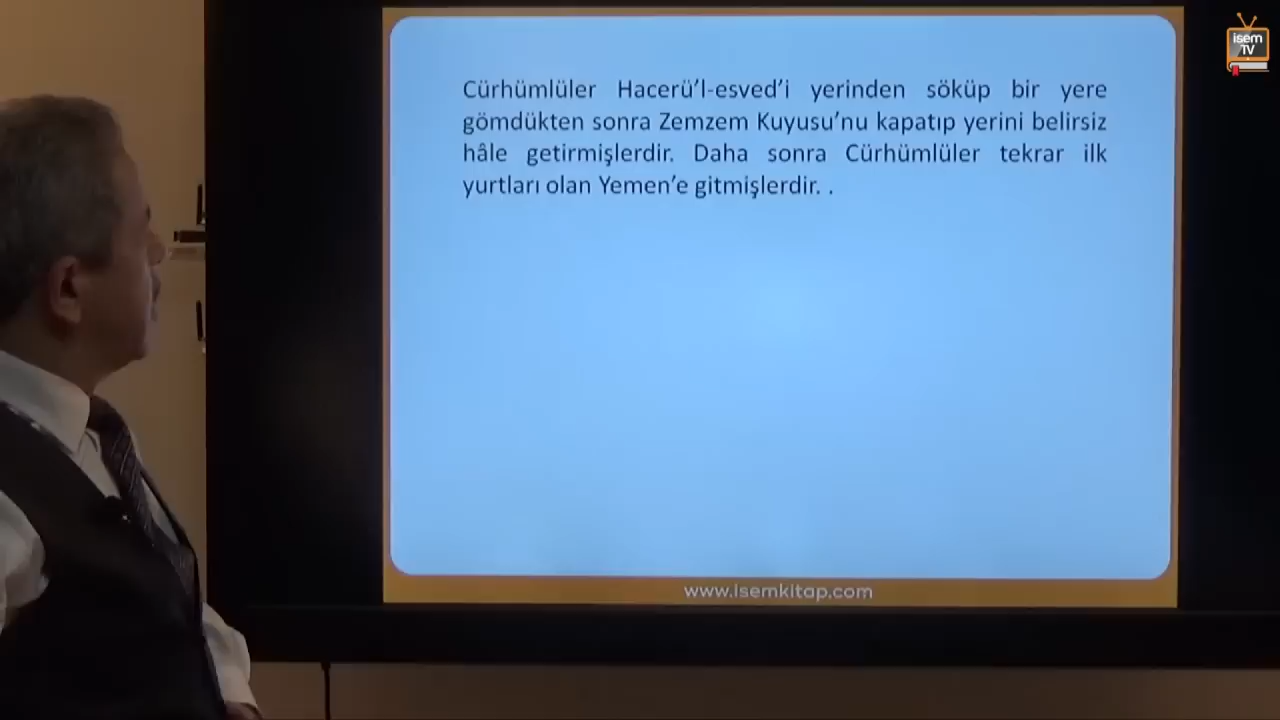 isem
TV
Cürhümlüler Hacerü’l-esved’i yerinden söküp bir yere
gömdükten sonra Zemzem Kuyusu’nu kapatıp yerini belirsiz
hâle getirmişlerdir. Daha sonra Cürhümlüler tekrar ilk
yurtları olan Yemen’e gitmişlerdir. .
www.isemkitap.com